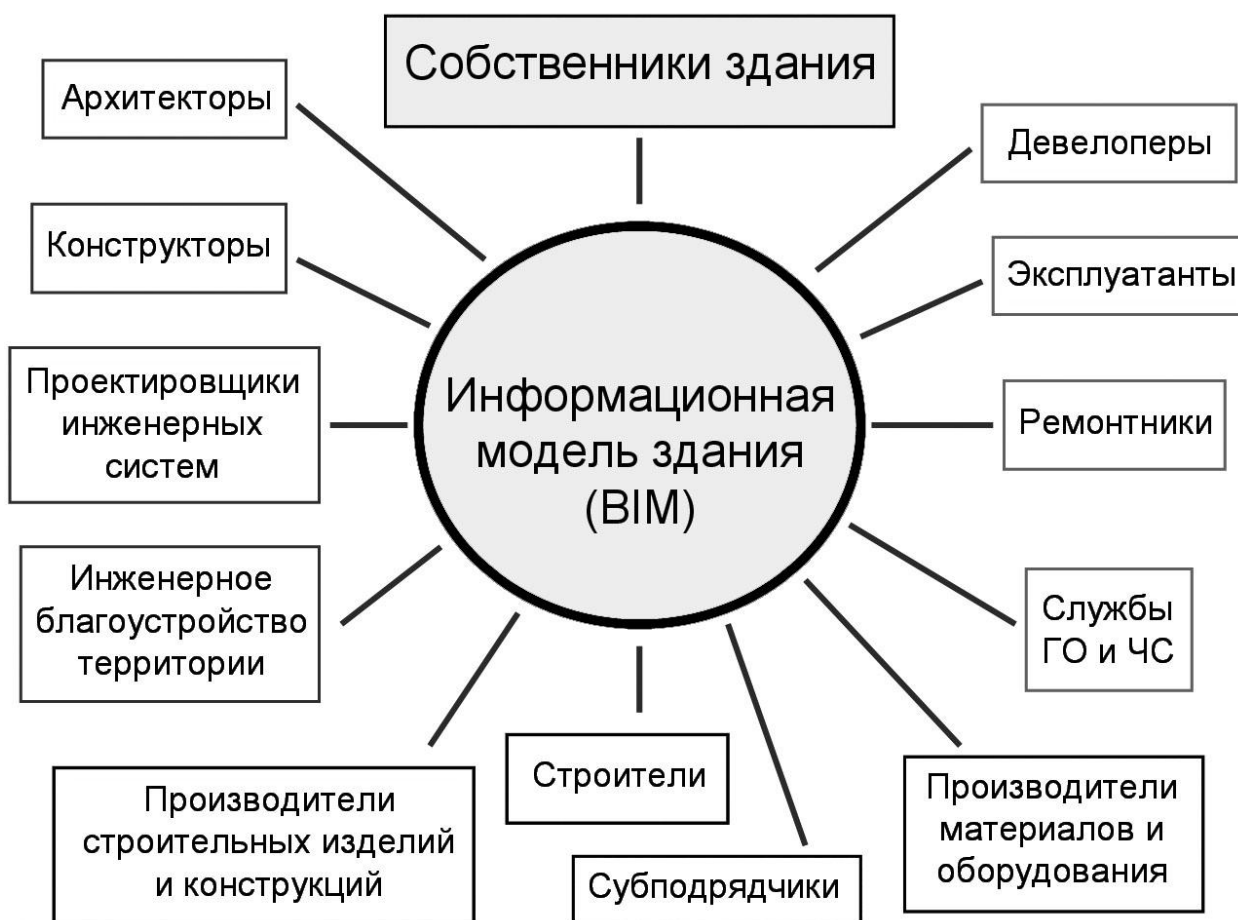 Собственники здания
Архитекторы
Девелоперы
Конструкторы
Эксплуатанты
Информационная
модель здания
(BIM)
Проектировщики
инженерных
систем
Ремонтники
Инженерное
благоустройство
территории
Службы
ГО и ЧС
Производители
строительных изделий
и конструкций
Строители
Субподрядчики
Производители
материалов и
оборудования